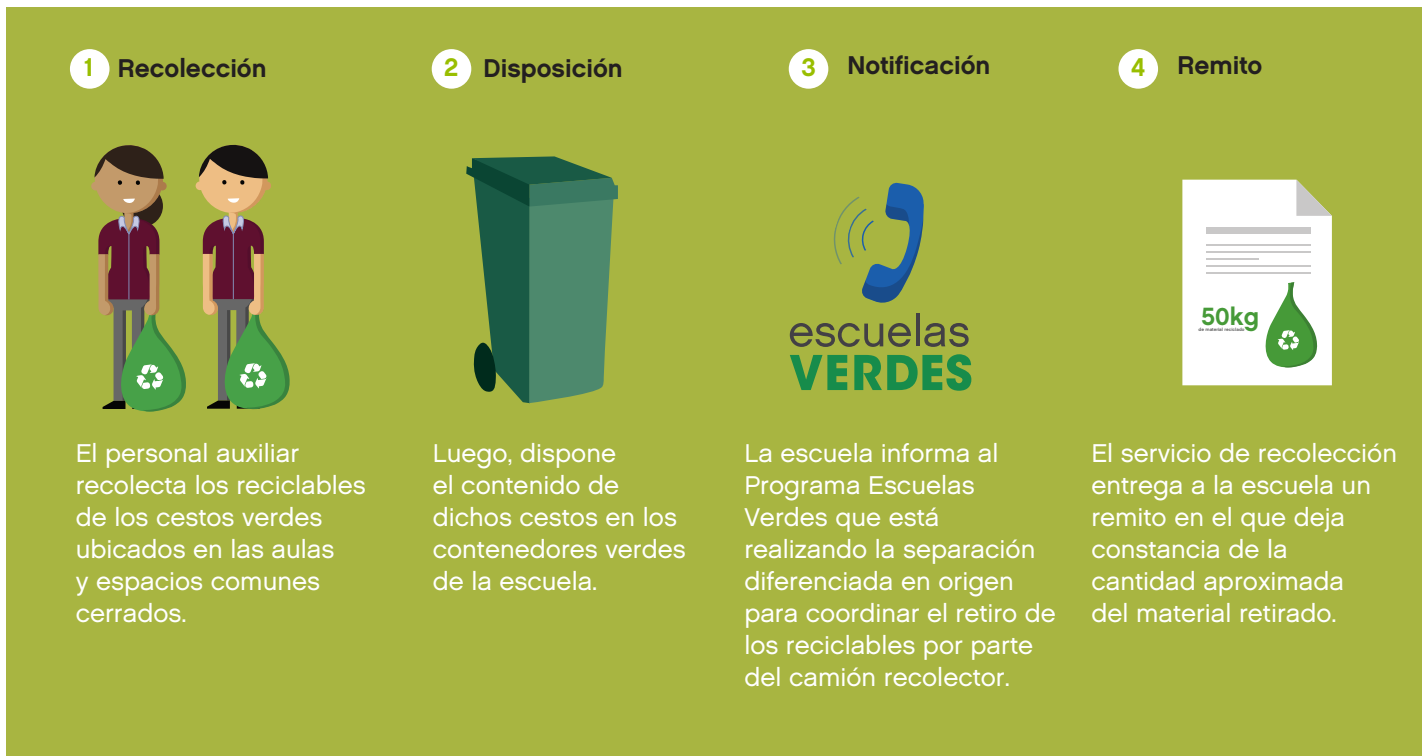 1 Recolección
El personal auxiliar
recolecta los reciclables
de los cestos verdes
ubicados en las aulas
y espacios comunes
cerrados.
2 Disposición
Luego, dispone
el contenido de
dichos cestos en los
contenedores verdes
de la escuela.
3 Notificación
escuelas
VERDES
La escuela informa al
Programa Escuelas
Verdes que está
realizando la separación
diferenciada en origen
para coordinar el retiro de
los reciclables por parte
del camión recolector.
4 Remito
50kg
de material reciclado
El servicio de recolección
entrega a la escuela un
remito en el que deja
constancia de la
cantidad aproximada
del material retirado.